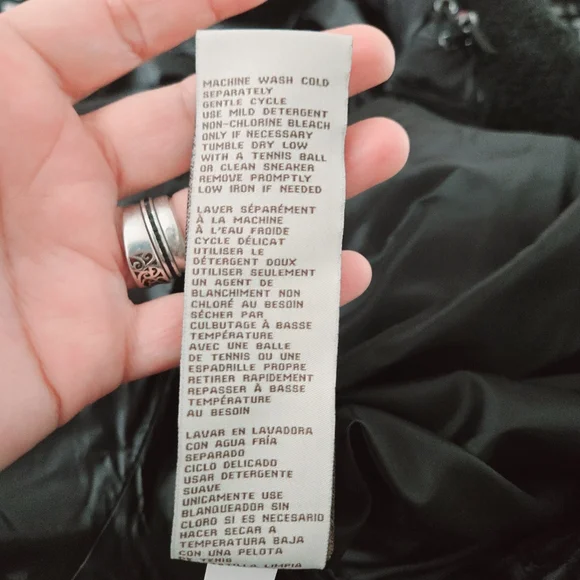 MACHINE WASH COLD
SEPARATELY
GENTLE CYCLE
USE MILD DETERGENT
NON-CHLORINE BLEACH
ONLY IF NECESSARY
TUMBLE DRY LOW
WITH A TENNIS BALL
OR CLEAN SNEAKER
REMOVE PROMPTLY
LOW IRON IF NEEDED
LAVER SÉPARÉMENT
À LA MACHINE
À L'EAU FROIDE
CYCLE DÉLICAT
UTILISER LE
DÉTERGENT DOUX
UTILISER SEULEMENT
UN AGENT DE
BLANCHIMENT NON
CHLORÉ AU BESOIN
SÉCHER PAR
CULBUTAGE À BASSE
TEMPÉRATURE
AVEC UNE BALLE
DE TENNIS OU UNE
ESPADRILLE PROPRE
RETIRER RAPIDEMENT
REPASSER À BASSE
TEMPÉRATURE
AU BESOIN
LAVAR EN LAVADORA
CON AGUA FRÍA
SEPARADO
CICLO DELICADO
USAR DETERGENTE
SUAVE
UNICAMENTE USE
BLANQUEADOR SIN
CLORO SI ES NECESARIO
HACER SECAR A
TEMPERATURA BAJA
CON UNA PELOTA
DE TENIS
LIMPIA